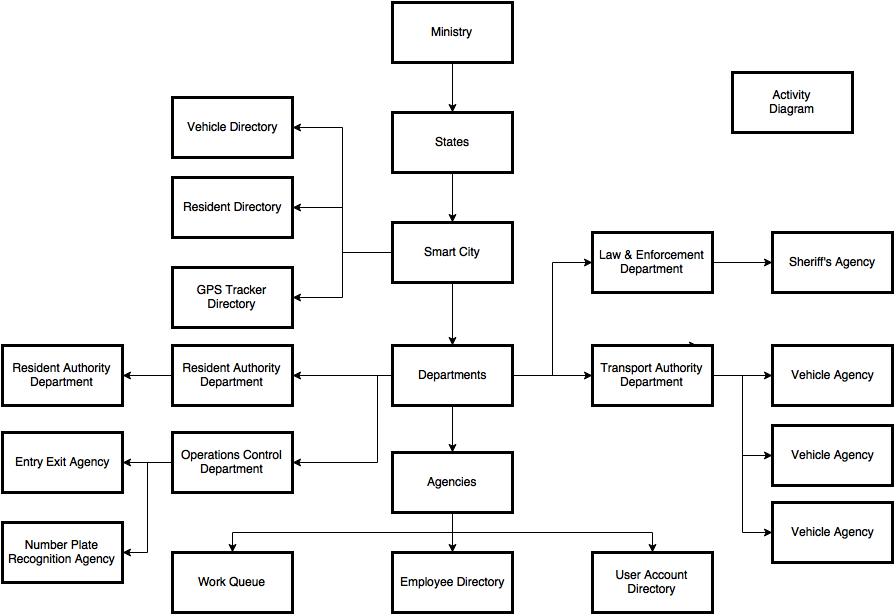 Ministry
Activity
Diagram
Vehicle Directory
States
Resident Directory
Smart City
Law & Enforcement
Department
Sheriff's Agency
GPS Tracker
Directory
Resident Authority
Department
Resident Authority
Department
Departments
Transport Authority
Department
Vehicle Agency
Entry Exit Agency
Operations Control
Department
Agencies
Vehicle Agency
Vehicle Agency
Number Plate
Recognition Agency
Work Queue
Employee Directory
User Account
Directory